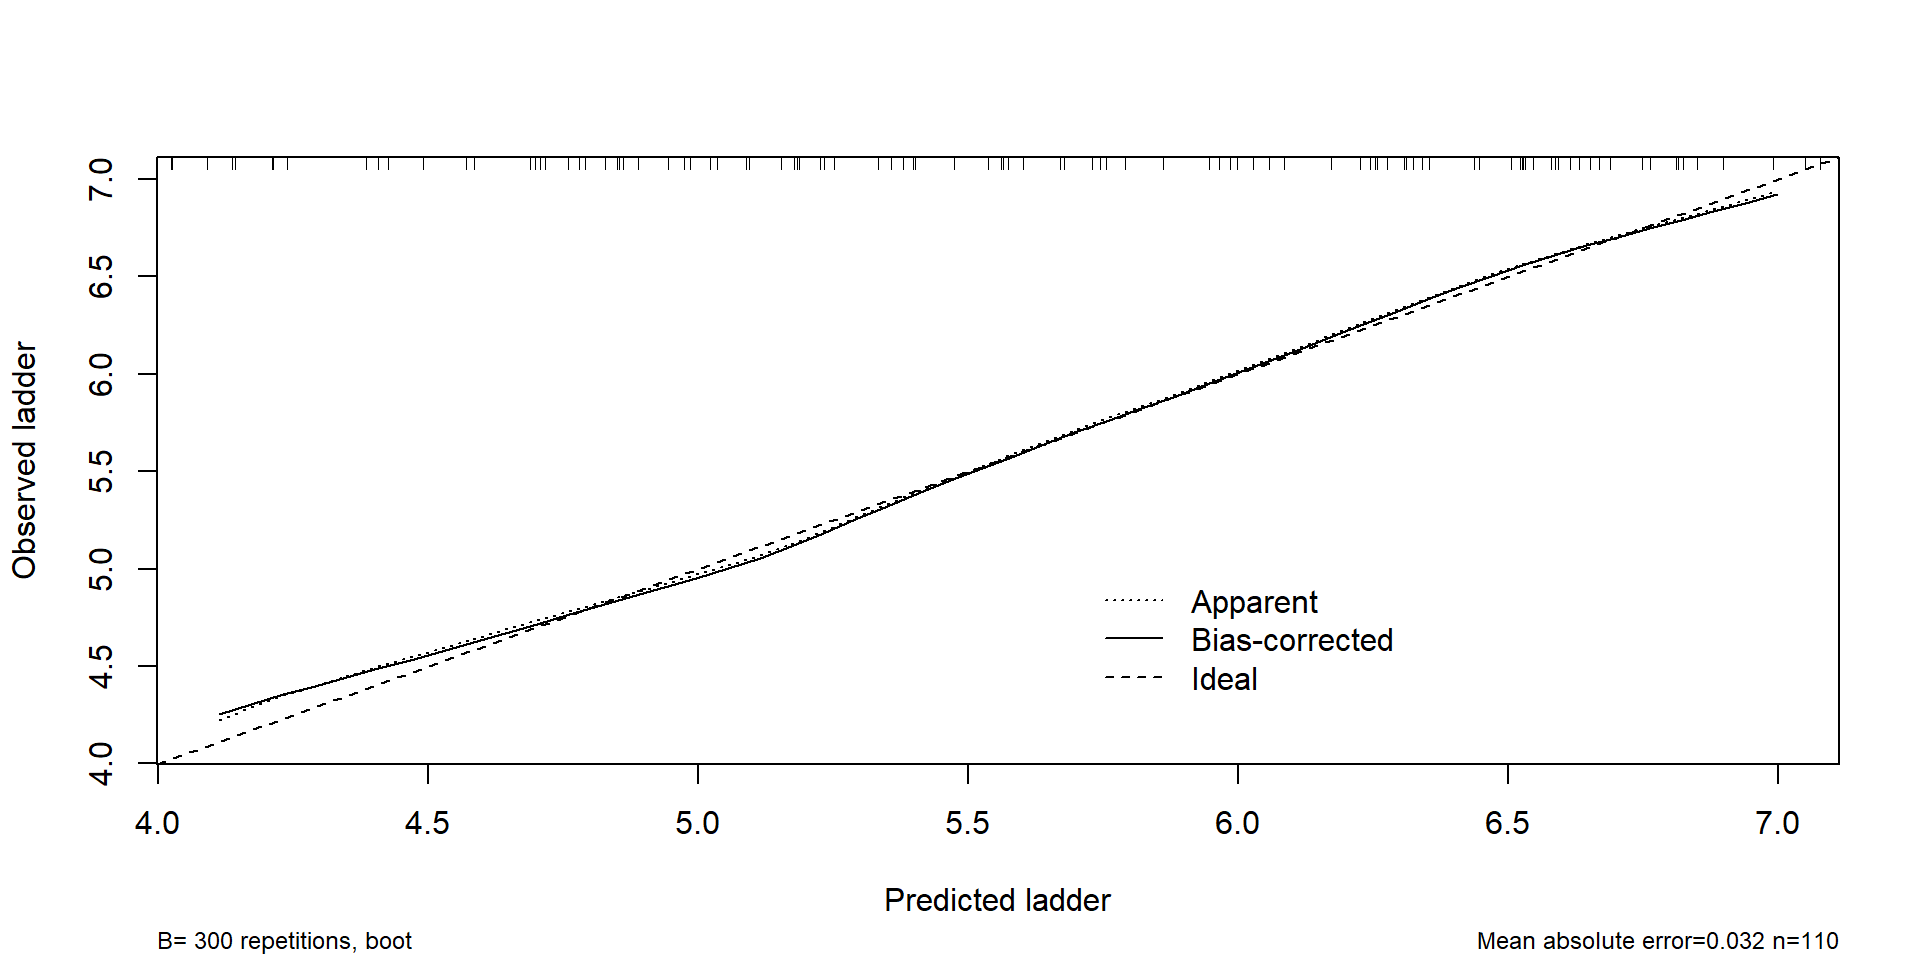 7.0
6.5
6.0
5.5
5.0
4.5
4.0
Observed ladder
Apparent
Bias-corrected
Ideal
4.0 4.5 5.0 5.5 6.0 6.5 7.0
Predicted ladder
B= 300 repetitions, boot
Mean absolute error=0.032 n=110